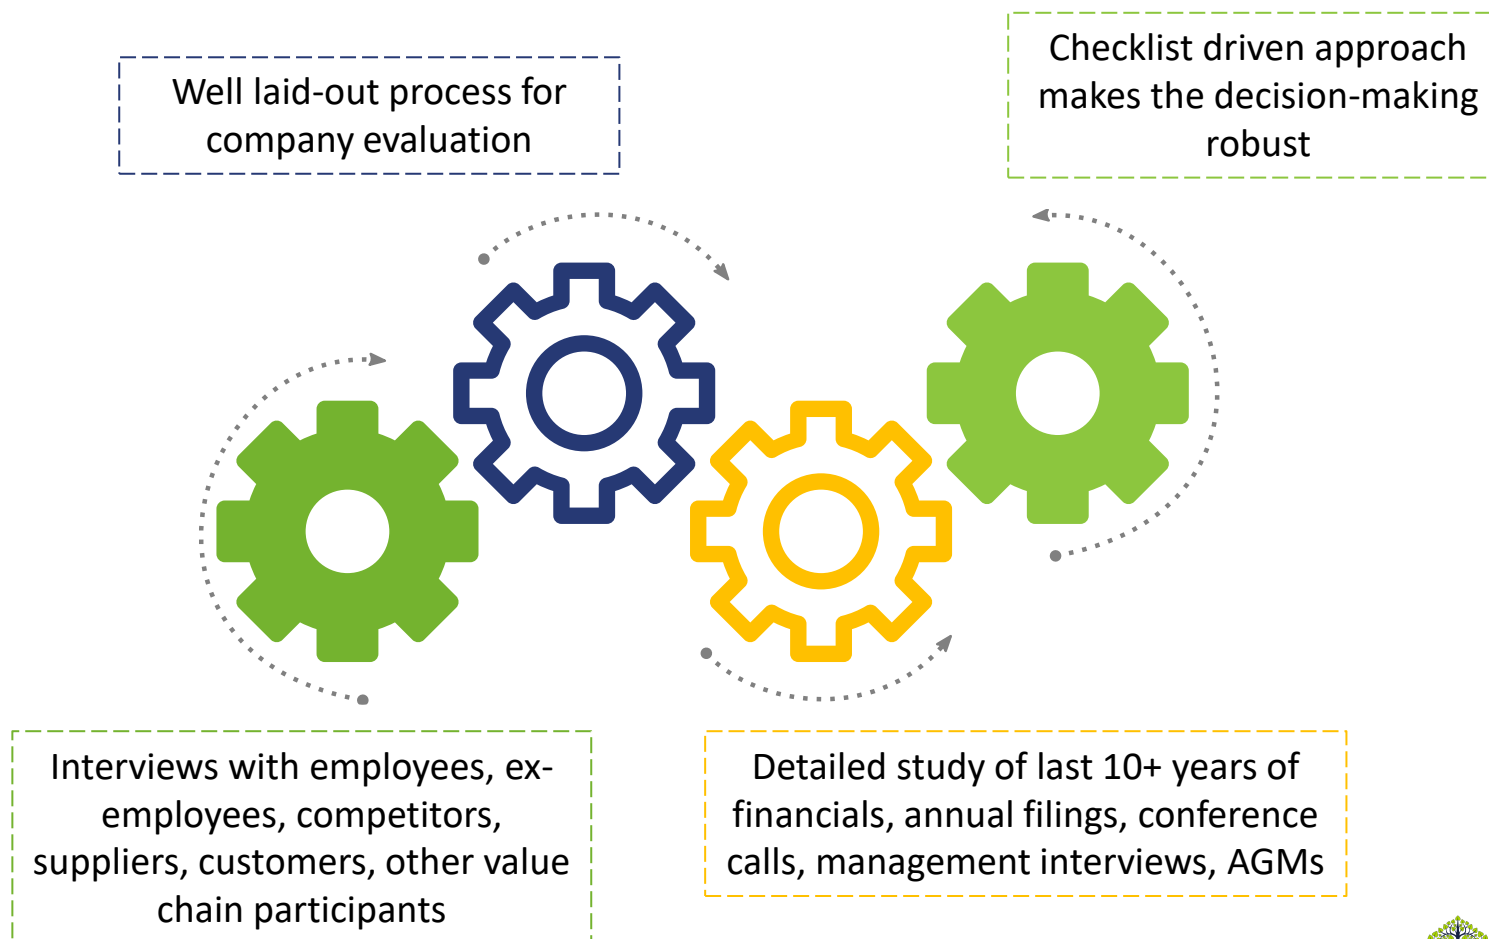 Well laid-out process for
company evaluation
Checklist driven approach
makes the decision-making
robust
Interviews with employees, ex-
employees, competitors,
suppliers, customers, other value
chain participants
Detailed study of last 10+ years of
financials, annual filings, conference
calls, management interviews, AGMs